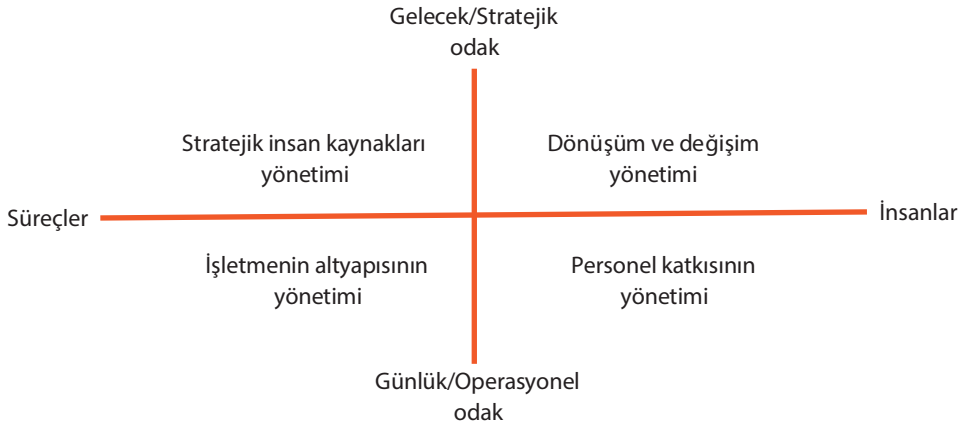 Gelecek/Stratejik
odak
Stratejik insan kaynakları
yönetimi
Dönüşüm ve değişim
yönetimi
Süreçler
İnsanlar
İşletmenin altyapısının
yönetimi
Personel katkısının
yönetimi
Günlük/Operasyonel
odak